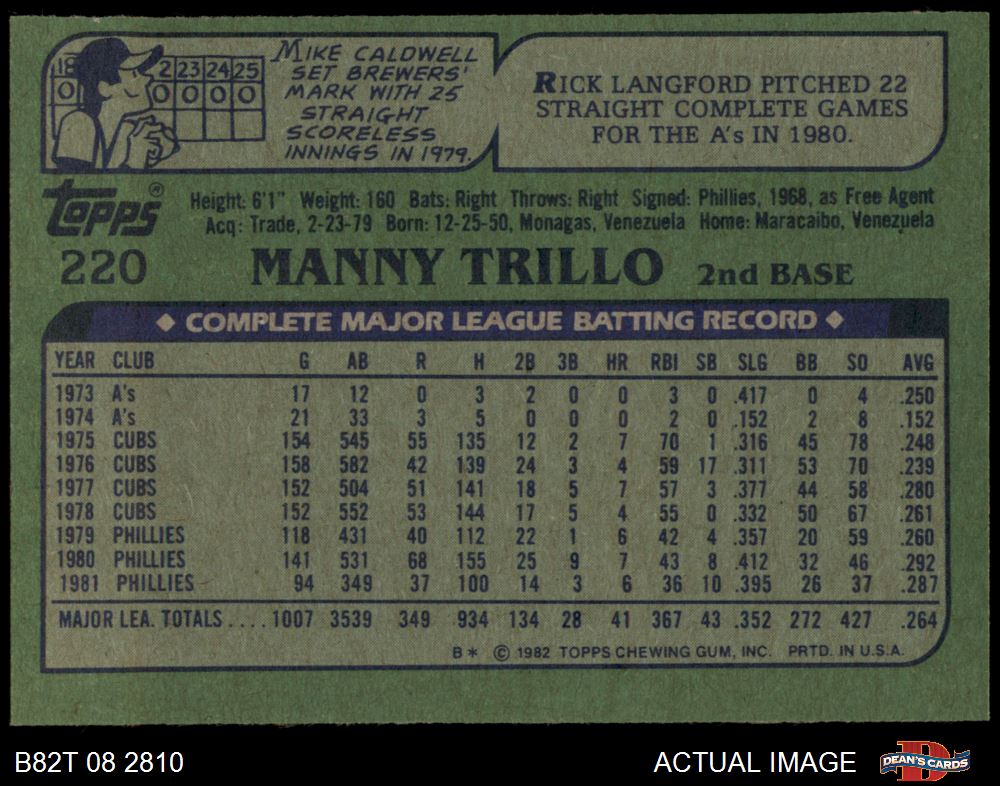 18 2 23 24 25
0 0 0 0 0
MIKE CALDWELL
SET BREWERS'
MARK WITH 25
STRAIGHT
SCORELESS
INNINGS IN 1979.
RICK LANGFORD PITCHED 22
STRAIGHT COMPLETE GAMES
FOR THE A's IN 1980.
TOPPS®
Height: 6'1" Weight: 160 Bats: Right Throws: Right Signed: Phillies, 1968, as Free Agent
Acq: Trade, 2-23-79 Born: 12-25-50, Monagas, Venezuela Home: Maracaibo, Venezuela
220 MANNY TRILLO 2nd BASE
◆ COMPLETE MAJOR LEAGUE BATTING RECORD ◆
YEAR CLUB G AB R H 2B 3B HR RBI SB SLG BB SO AVG
1973 A's 17 12 0 3 2 0 0 3 0 .417 0 4 .250
1974 A's 21 33 3 5 0 0 0 2 0 .152 2 8 .152
1975 CUBS 154 545 55 135 12 2 7 70 1 .316 45 78 .248
1976 CUBS 158 582 42 139 24 3 4 59 17 .311 53 70 .239
1977 CUBS 152 504 51 141 18 5 7 57 3 .377 44 58 .280
1978 CUBS 152 552 53 144 17 5 4 55 0 .332 50 67 .261
1979 PHILLIES 118 431 40 112 22 1 6 42 4 .357 20 59 .260
1980 PHILLIES 141 531 68 155 25 9 7 43 8 .412 32 46 .292
1981 PHILLIES 94 349 37 100 14 3 6 36 10 .395 26 37 .287
MAJOR LEA. TOTALS.... 1007 3539 349 934 134 28 41 367 43 .352 272 427 .264
B* © 1982 TOPPS CHEWING GUM, INC. PRTD. IN U.S.A.
B82T 08 2810 ACTUAL IMAGE DEAN'S CARDS